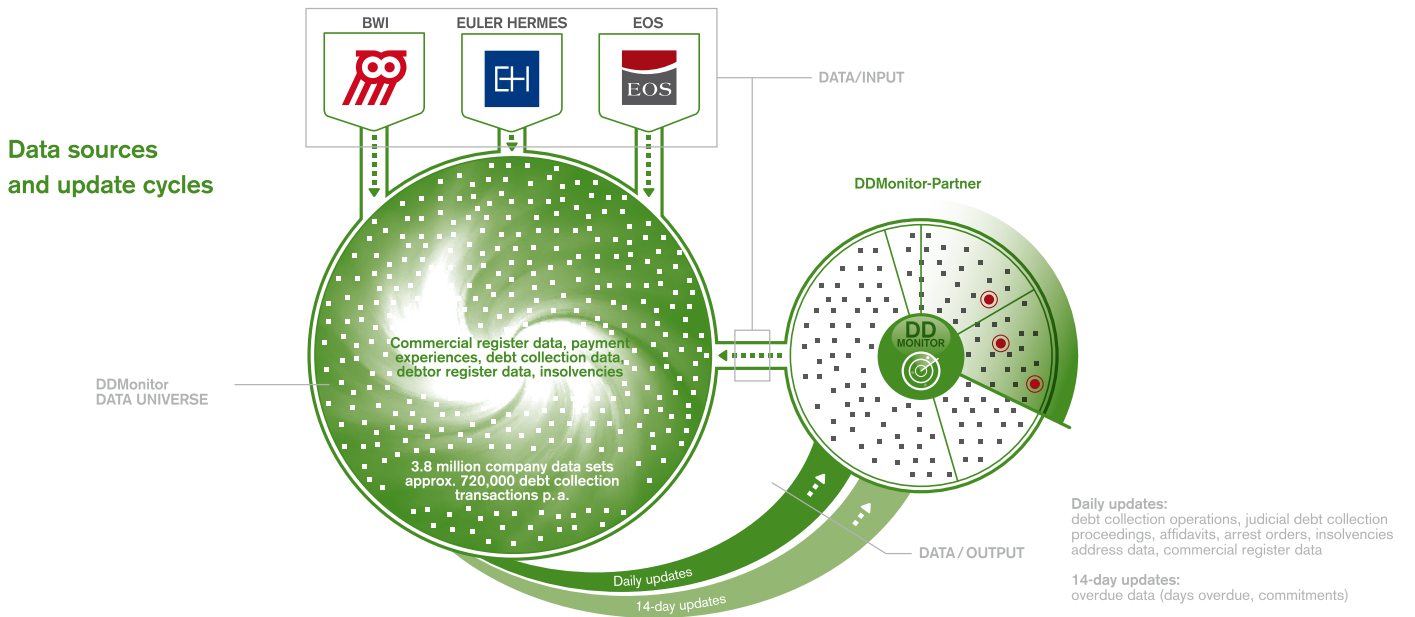 BWI
EULER HERMES
EOS
EH
EOS
DATA/INPUT
Data sources
and update cycles
DDMonitor-Partner
DD
MONITOR
Commercial register data, payment
experiences, debt collection data,
debtor register data, insolvencies
DDMonitor
DATA UNIVERSE
3.8 million company data sets
approx. 720,000 debt collection
transactions p. a.
Daily updates:
debt collection operations, judicial debt collection
proceedings, affidavits, arrest orders, insolvencies
address data, commercial register data
DATA/OUTPUT
Daily updates
14-day updates
14-day updates:
overdue data (days overdue, commitments)